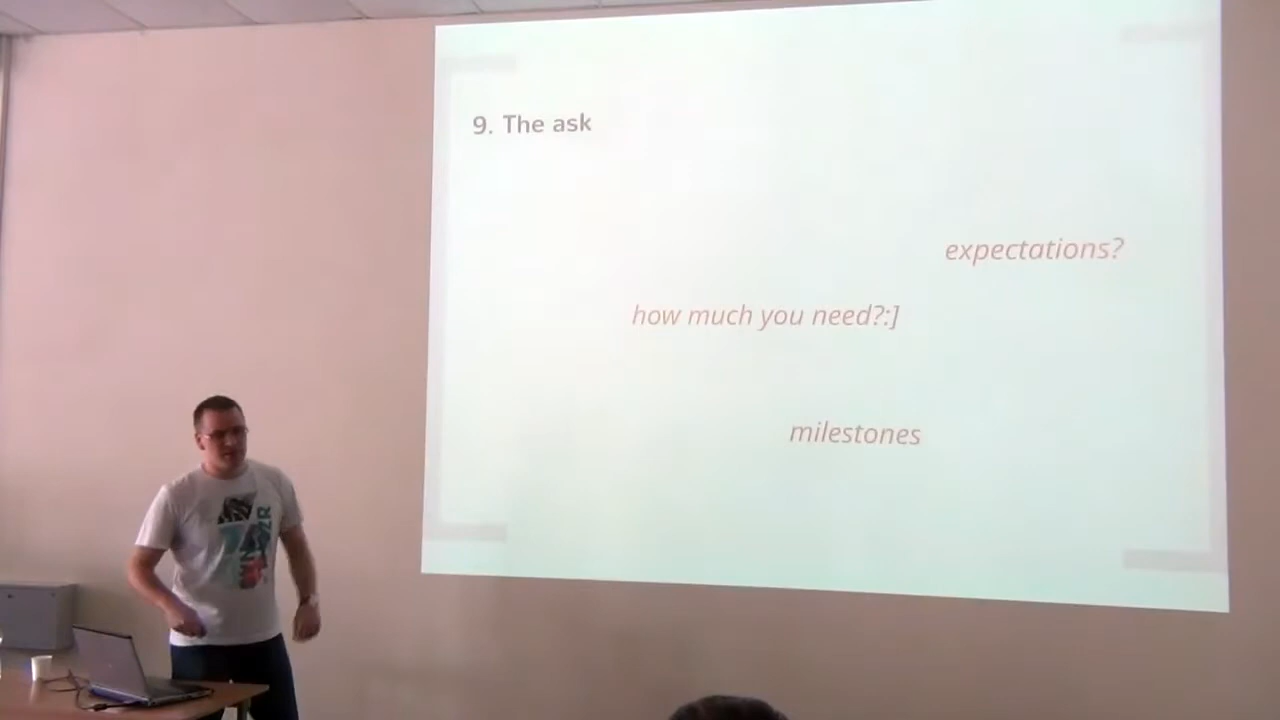 9. The ask
expectations?
how much you need?:]
milestones